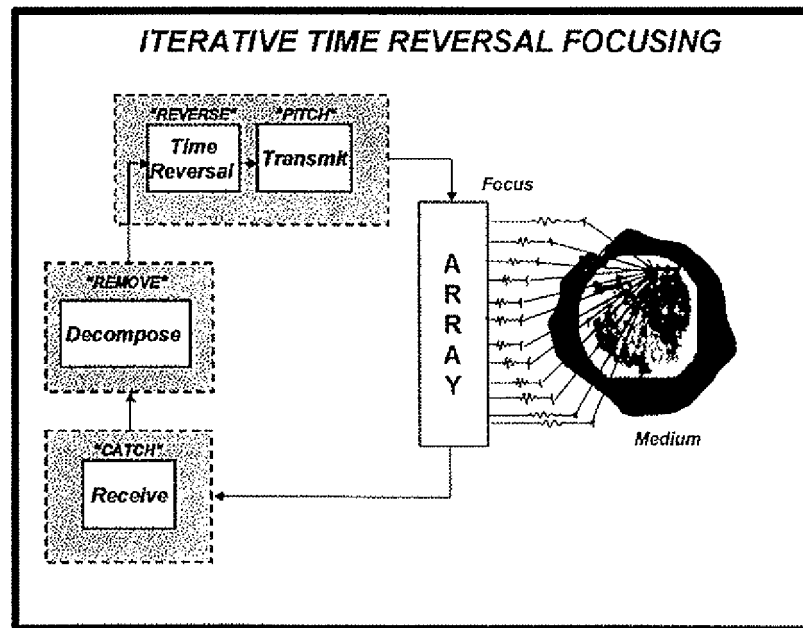 ITERATIVE TIME REVERSAL FOCUSING
"REVERSE" "PITCH"
Time
Reversal
Transmit
Focus
A
R
R
A
Y
"REMOVE"
Decompose
Medium
"CATCH"
Receive